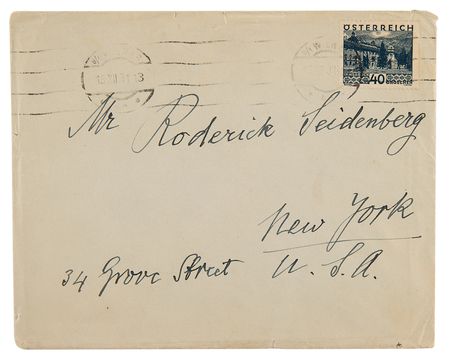 ÖSTERREICH
40
Mr Roderick Seidenberg
New York
34 Grove Street
U. S. A.